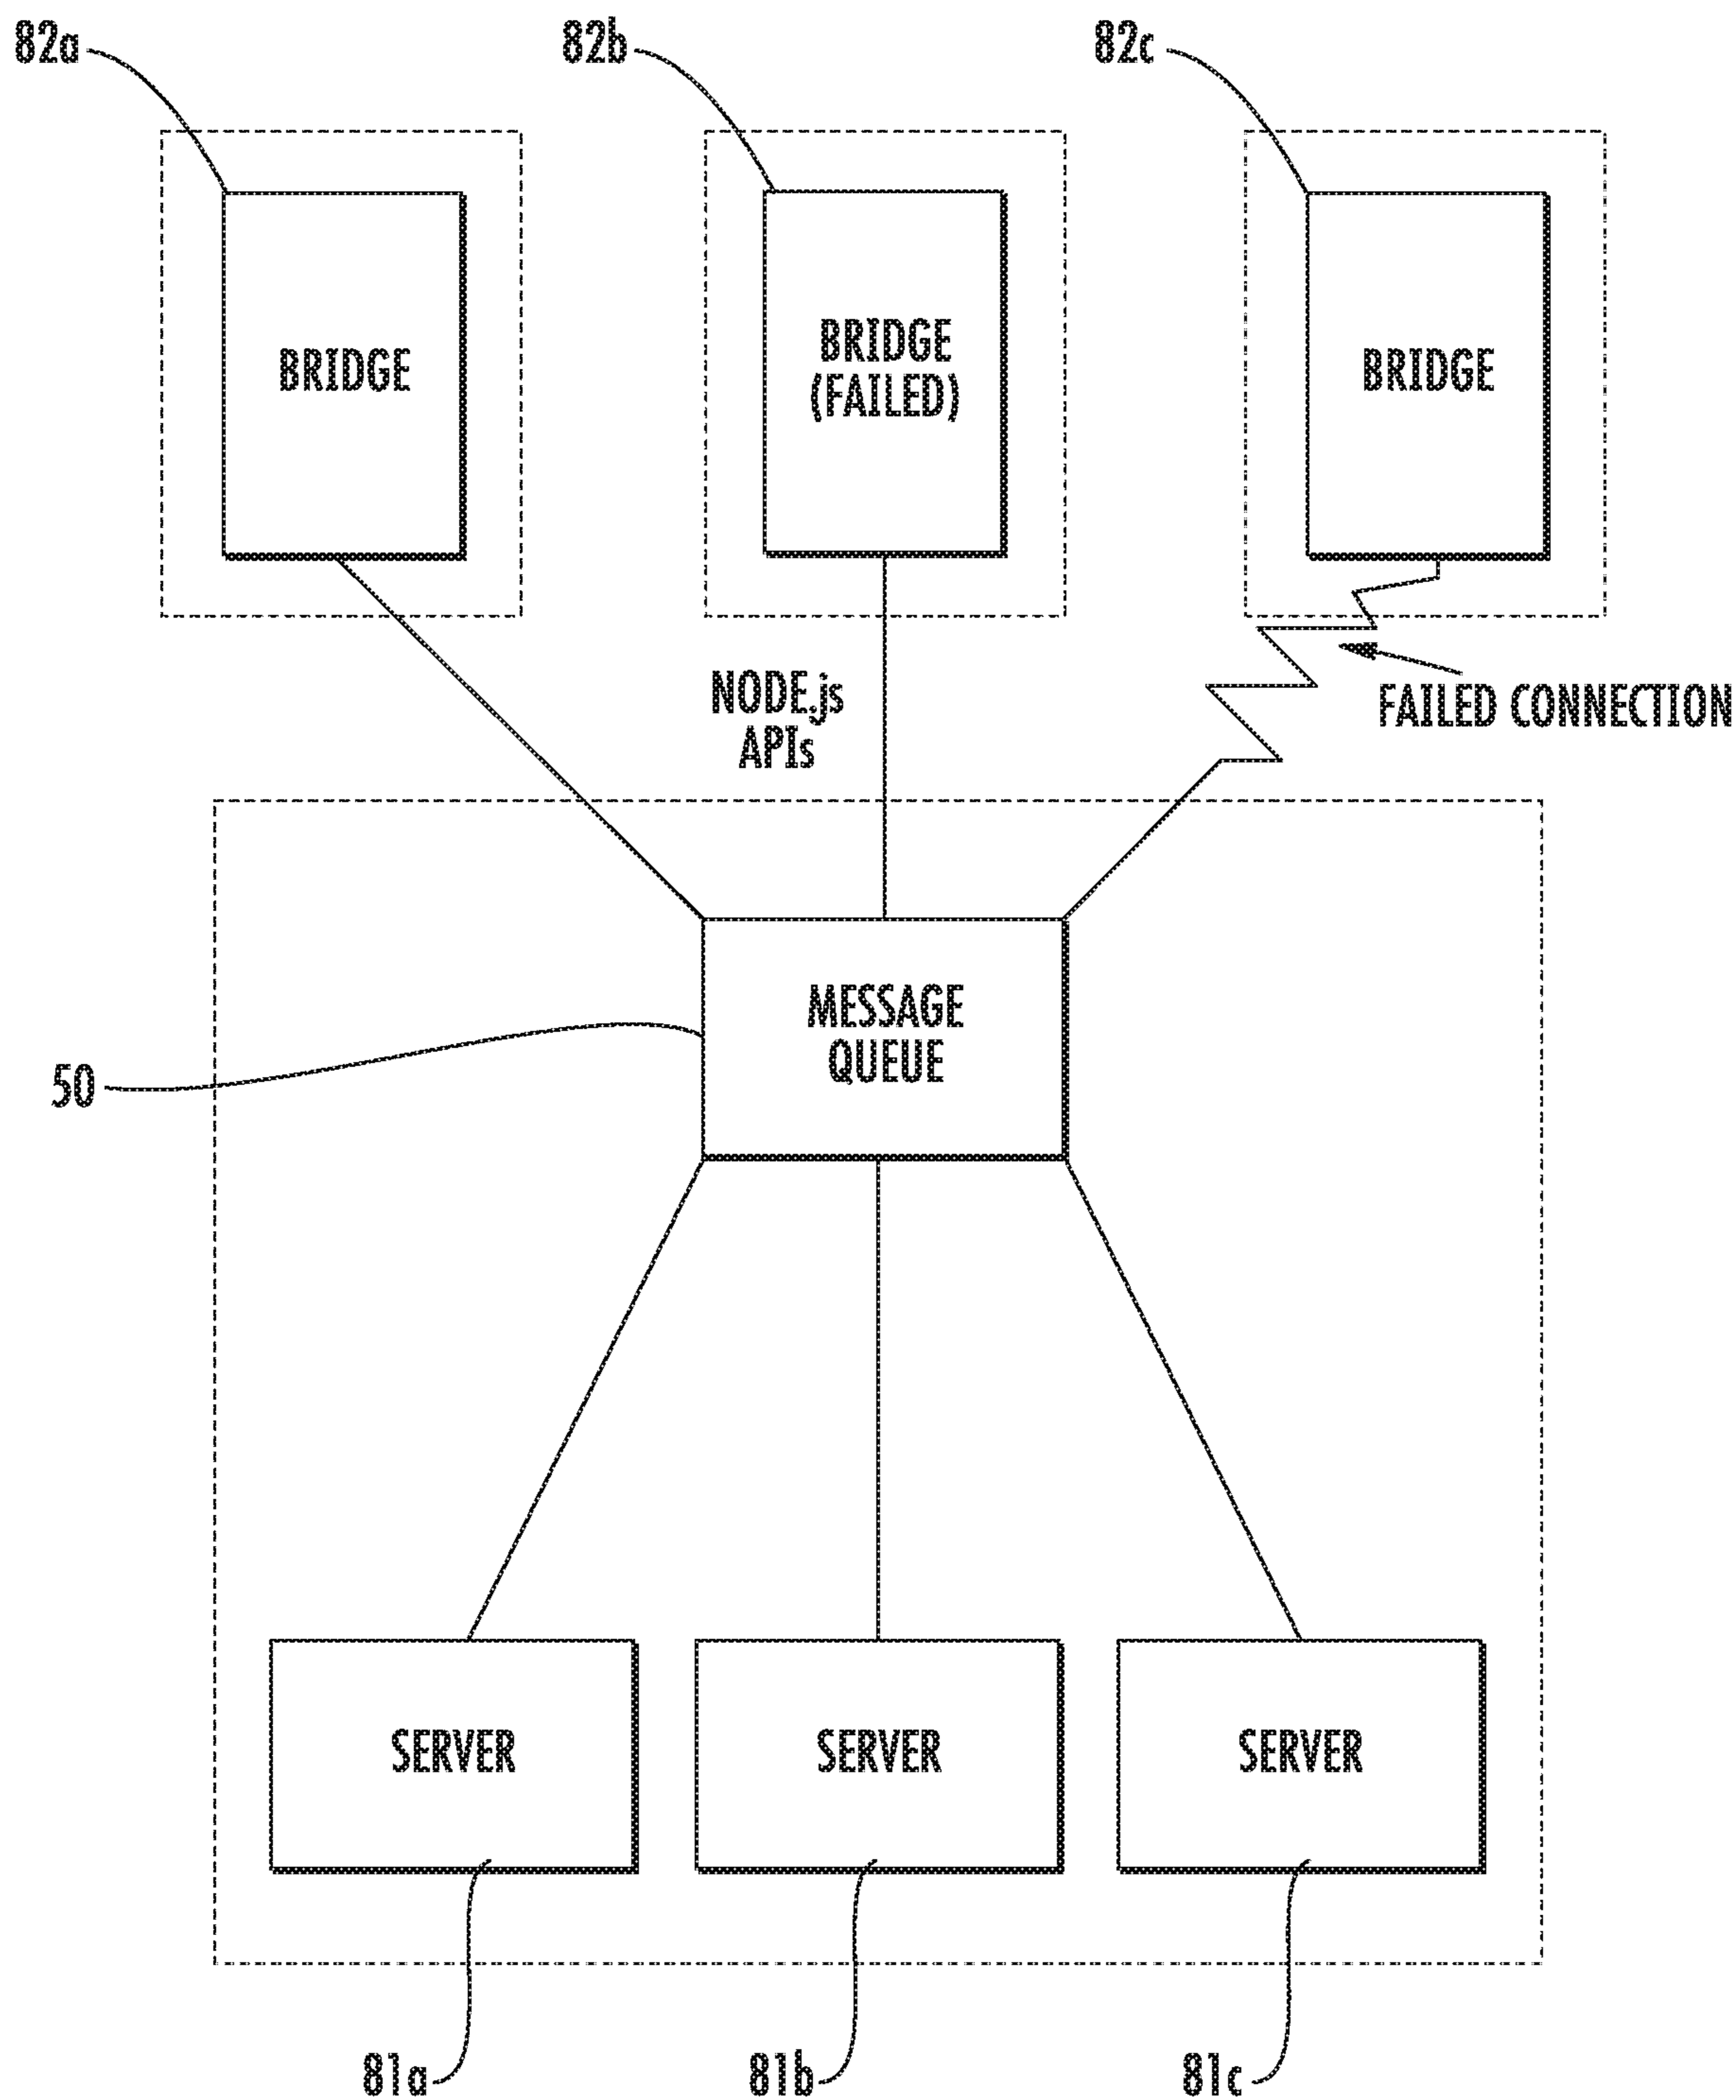 82a
82b
82c
BRIDGE
BRIDGE
(FAILED)
BRIDGE
NODE.js
APIs
FAILED CONNECTION
MESSAGE
QUEUE
50
SERVER
SERVER
SERVER
81a
81b
81c